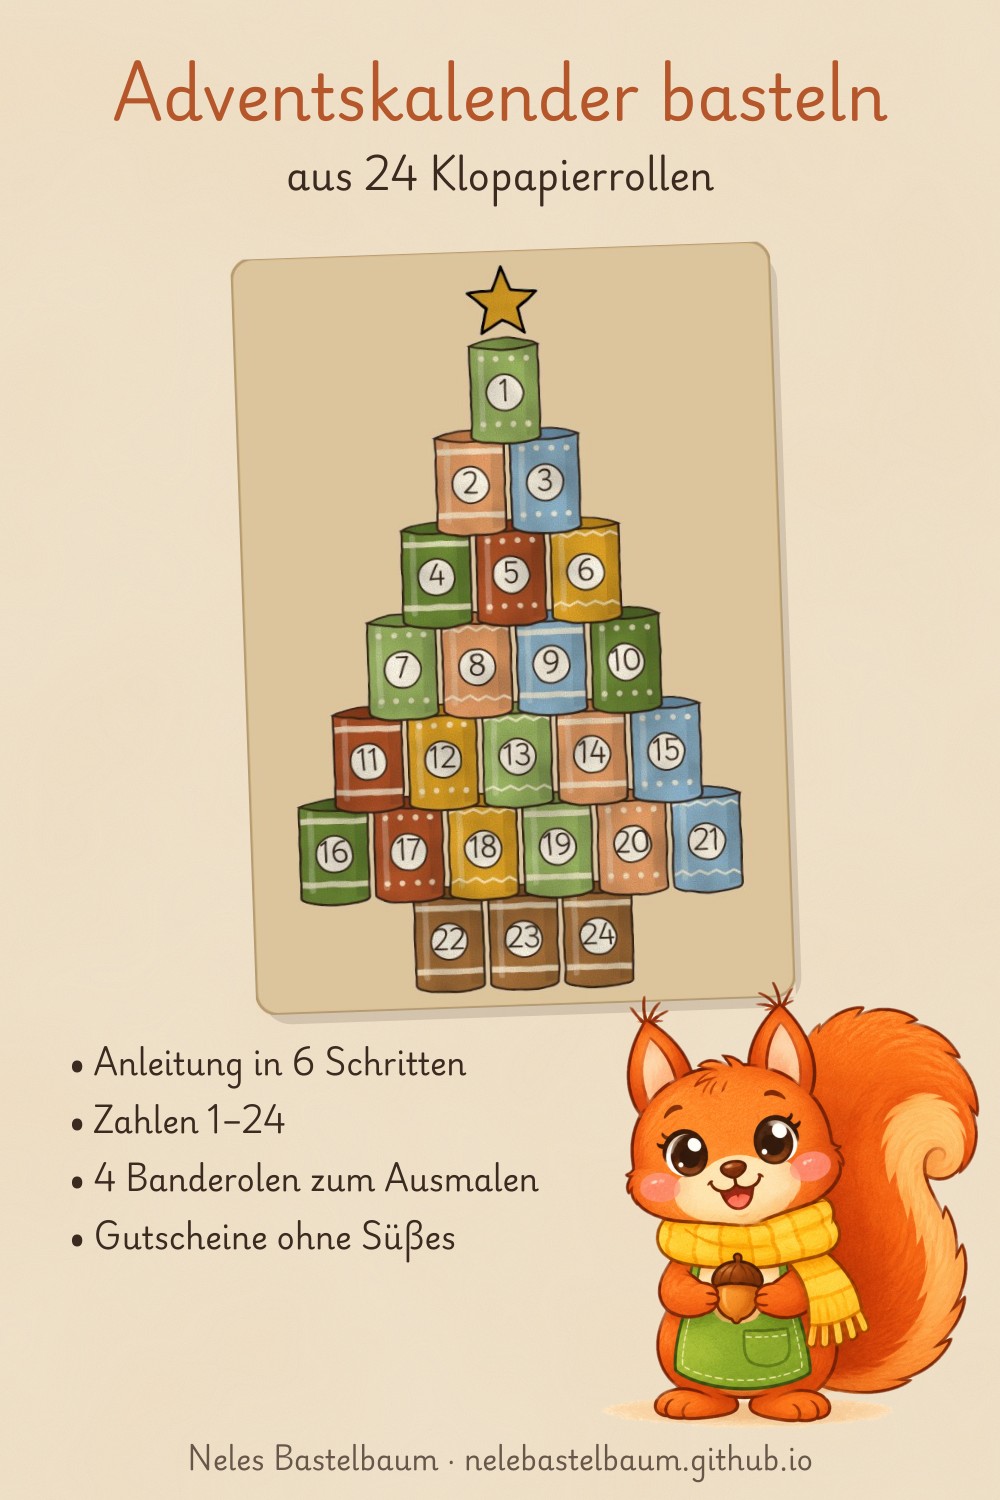 Adventskalender basteln
aus 24 Klopapierrollen
1
2 3
4 5 6
7 8 9 10
11 12 13 14 15
16 17 18 19 20 21
22 23 24
• Anleitung in 6 Schritten
• Zahlen 1–24
• 4 Banderolen zum Ausmalen
• Gutscheine ohne Süßes
Neles Bastelbaum · nelebastelbaum.github.io